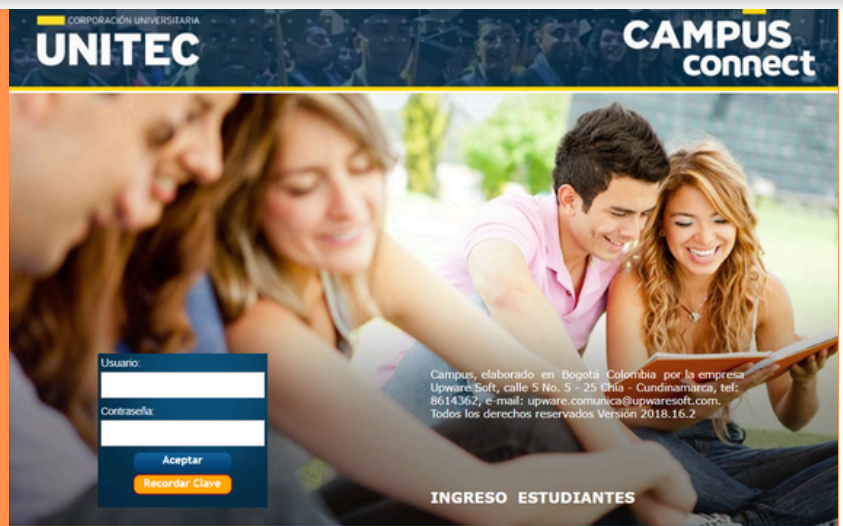 CORPORACIÓN UNIVERSITARIA
UNITEC
CAMPUS
connect
Usuario:
Contraseña:
Aceptar
Recordar Clave
Campus, elaborado en Bogotá Colombia por la empresa
Upware Soft, calle 5 No. 5 - 25 Chía - Cundinamarca, tel:
8614362, e-mail: upware.comunica@upwaresoft.com.
Todos los derechos reservados Versión 2018.16.2
INGRESO ESTUDIANTES